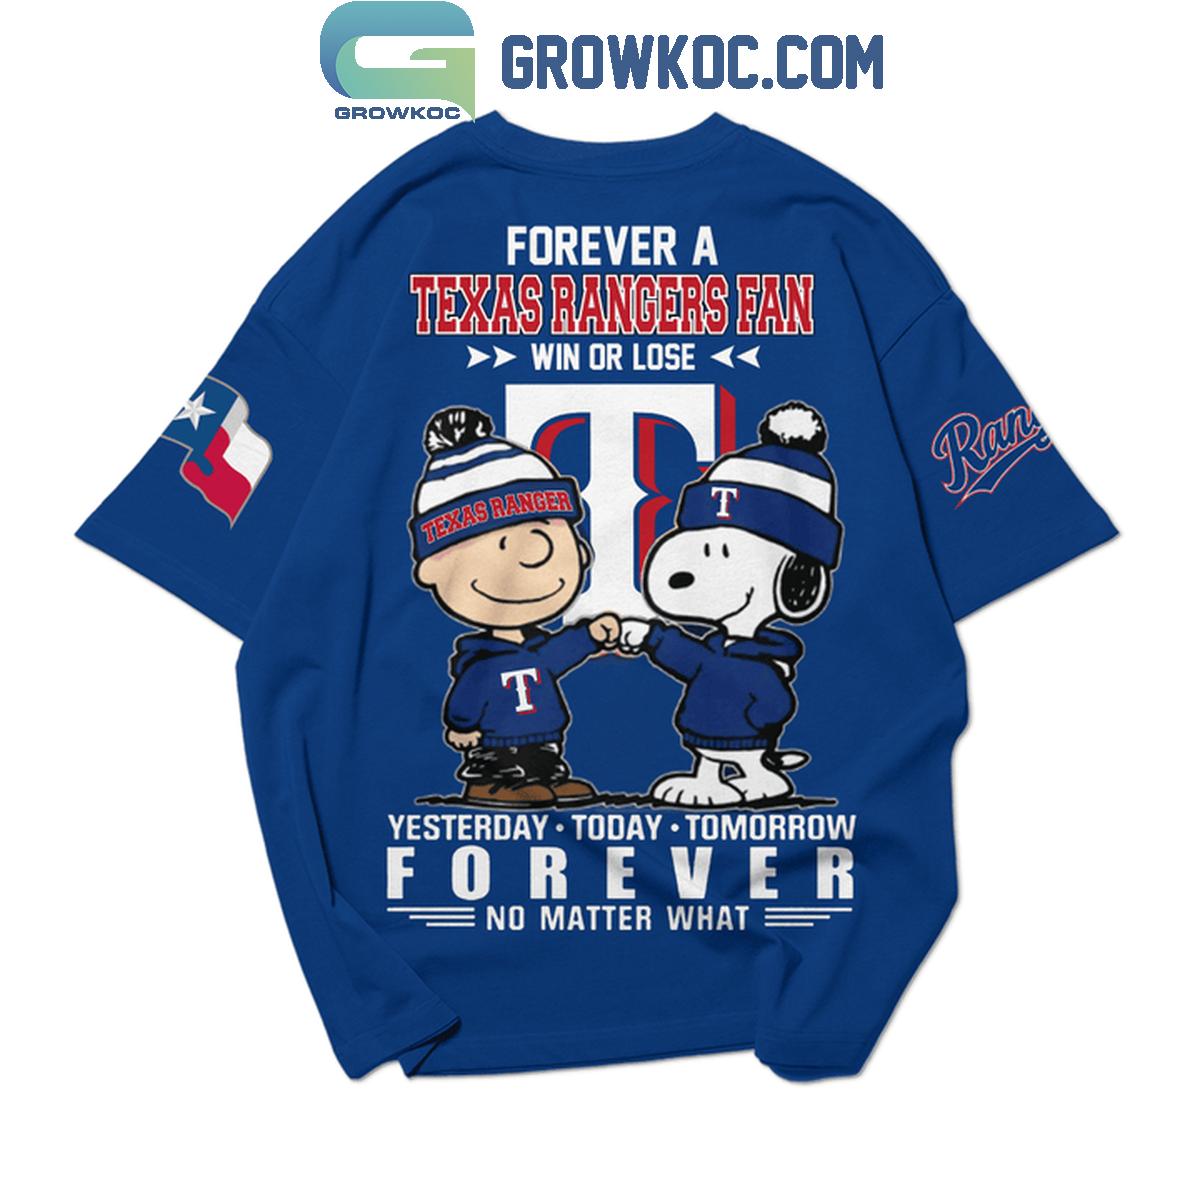 GROWKOC
GROWKOC.COM
FOREVER A
TEXAS RANGERS FAN
WIN OR LOSE
T
TEXAS RANGER
T
T
YESTERDAY • TODAY • TOMORROW
FOREVER
NO MATTER WHAT